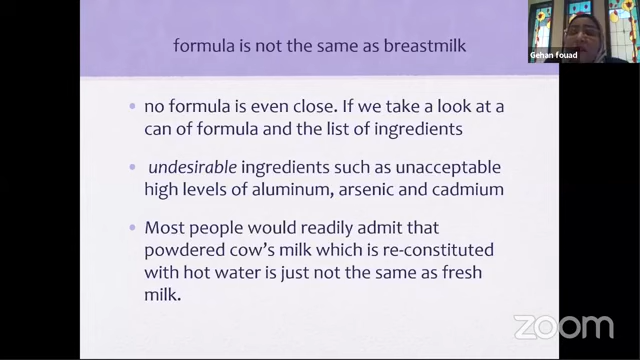 formula is not the same as breastmilk
Gehan fouad
no formula is even close. If we take a look at a
can of formula and the list of ingredients
undesirable ingredients such as unacceptable
high levels of aluminum, arsenic and cadmium
Most people would readily admit that
powdered cow's milk which is re-constituted
with hot water is just not the same as fresh
milk.
zoom